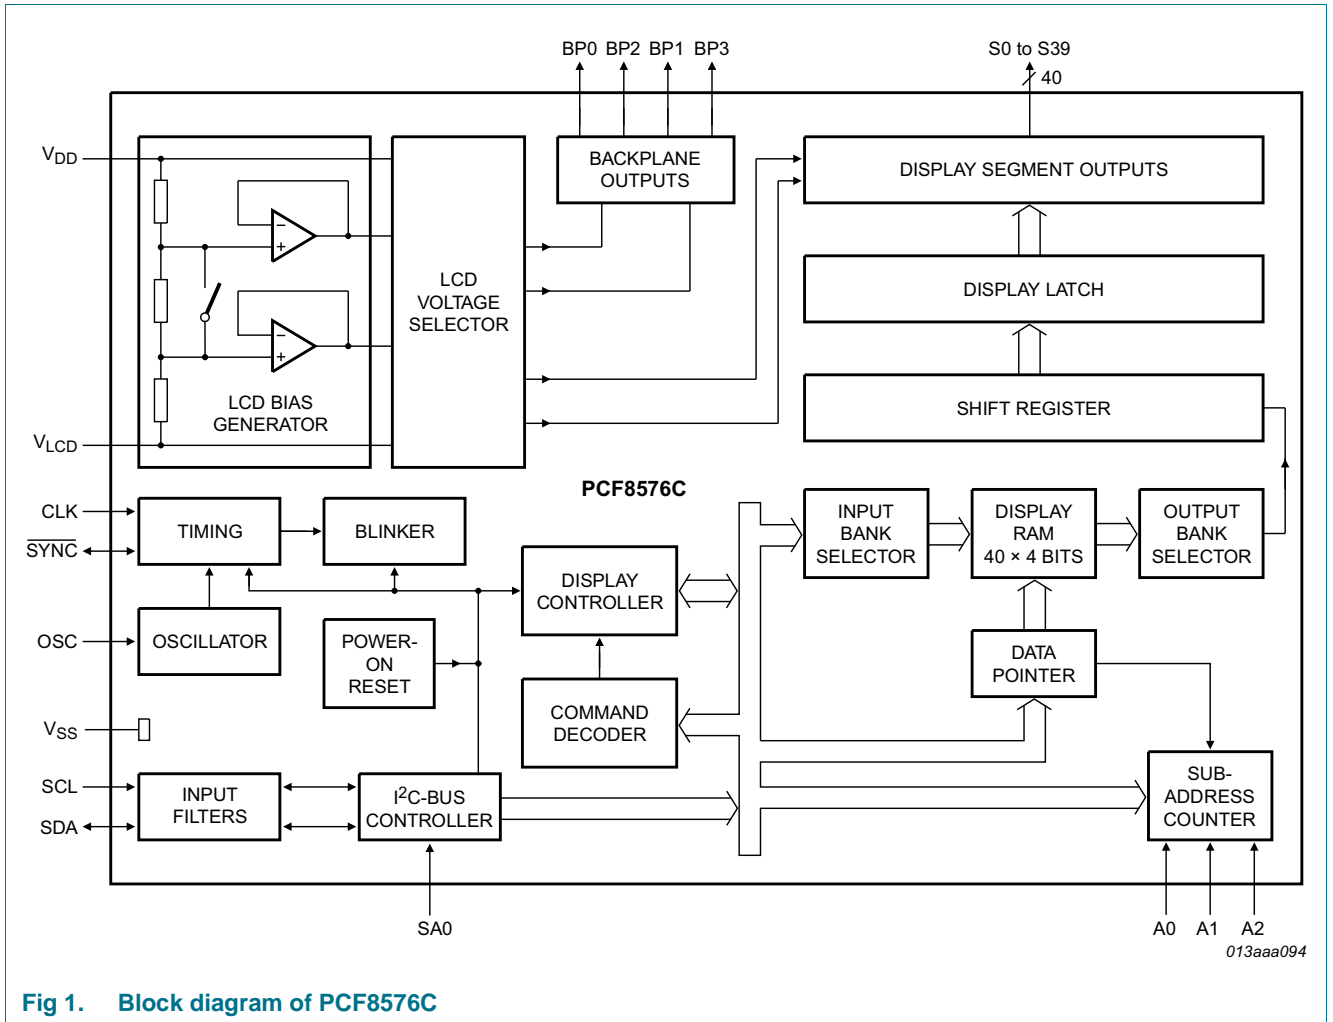 BP0 BP2 BP1 BP3
S0 to S39
40
VDD
BACKPLANE
OUTPUTS
DISPLAY SEGMENT OUTPUTS
−
+
LCD
VOLTAGE
SELECTOR
DISPLAY LATCH
−
+
LCD BIAS
GENERATOR
SHIFT REGISTER
VLCD
PCF8576C
CLK
SYNC
TIMING
BLINKER
INPUT
BANK
SELECTOR
DISPLAY
RAM
40 × 4 BITS
OUTPUT
BANK
SELECTOR
DISPLAY
CONTROLLER
OSC
OSCILLATOR
POWER-
ON
RESET
DATA
POINTER
COMMAND
DECODER
VSS
SCL
SDA
INPUT
FILTERS
I2C-BUS
CONTROLLER
SUB-
ADDRESS
COUNTER
SA0
A0 A1 A2
013aaa094
Fig 1. Block diagram of PCF8576C